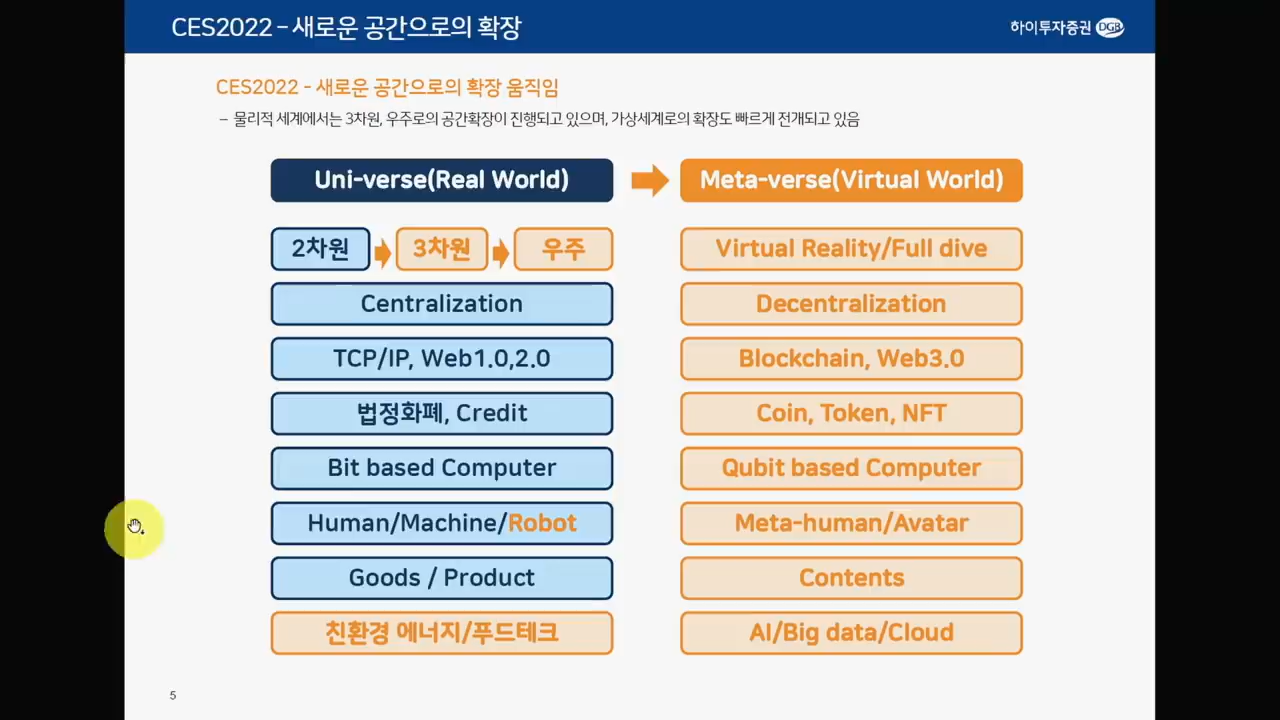 CES2022 – 새로운 공간으로의 확장
하이투자증권 DGB
CES2022 - 새로운 공간으로의 확장 움직임
– 물리적 세계에서는 3차원, 우주로의 공간확장이 진행되고 있으며, 가상세계로의 확장도 빠르게 전개되고 있음
Uni-verse(Real World)
Meta-verse(Virtual World)
2차원
3차원
우주
Virtual Reality/Full dive
Centralization
Decentralization
TCP/IP, Web1.0,2.0
Blockchain, Web3.0
법정화폐, Credit
Coin, Token, NFT
Bit based Computer
Qubit based Computer
Human/Machine/Robot
Meta-human/Avatar
Goods / Product
Contents
친환경 에너지/푸드테크
AI/Big data/Cloud
5